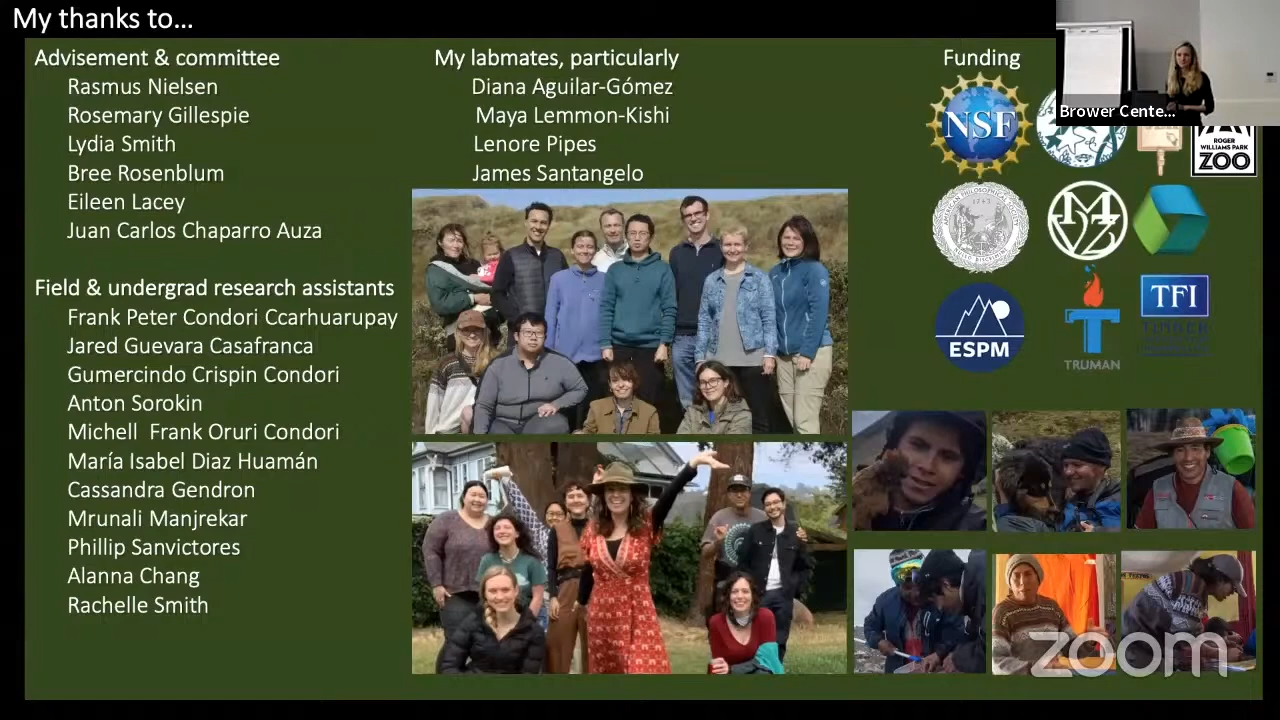 My thanks to...
Advisement & committee
Rasmus Nielsen
Rosemary Gillespie
Lydia Smith
Bree Rosenblum
Eileen Lacey
Juan Carlos Chaparro Auza
Field & undergrad research assistants
Frank Peter Condori Ccarhuarupay
Jared Guevara Casafranca
Gumercindo Crispin Condori
Anton Sorokin
Michell  Frank Oruri Condori
María Isabel Diaz Huamán
Cassandra Gendron
Mrunali Manjrekar
Phillip Sanvictores
Alanna Chang
Rachelle Smith
My labmates, particularly
Diana Aguilar-Gómez
Maya Lemmon-Kishi
Lenore Pipes
James Santangelo
Funding
Brower Cente...
NSF
ROGER
WILLIAMS PARK
ZOO
MVZ
ESPM
TRUMAN
TFI
zoom